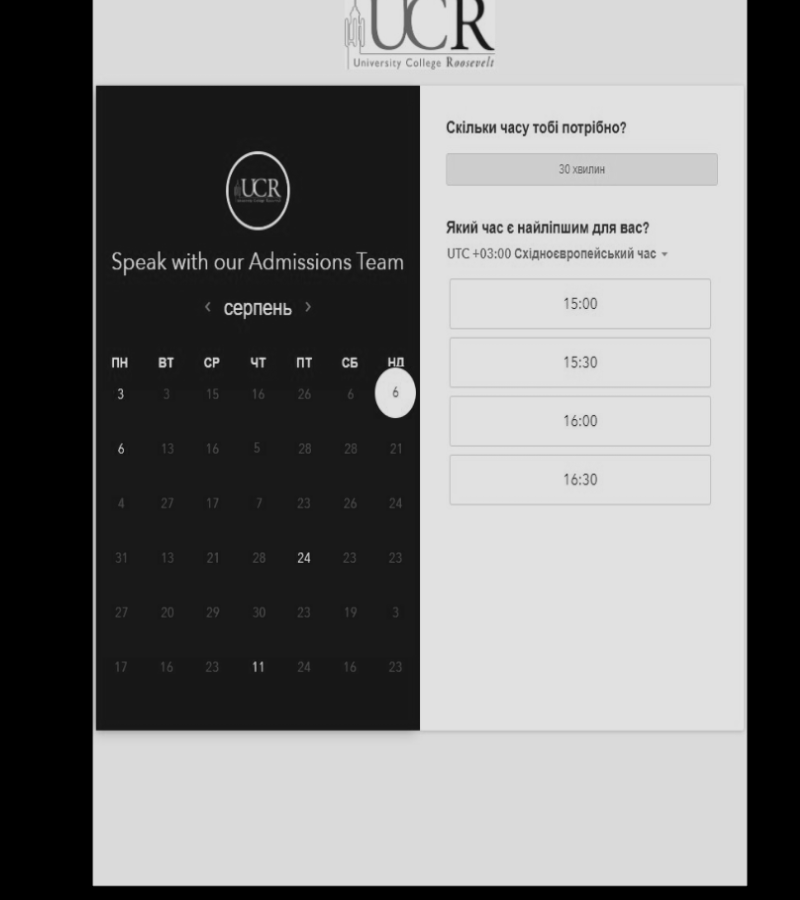 UCR
University College Roosevelt
UCR
Speak with our Admissions Team
‹ серпень ›
ПН ВТ СР ЧТ ПТ СБ НД
3 3 15 16 26 6 6
6 13 16 5 28 28 21
4 27 17 7 23 26 24
31 13 21 28 24 23 23
27 20 29 30 23 19 3
17 16 23 11 24 16 23
Скільки часу тобі потрібно?
30 хвилин
Який час є найліпшим для вас?
UTC +03:00 Східноєвропейський час
15:00
15:30
16:00
16:30